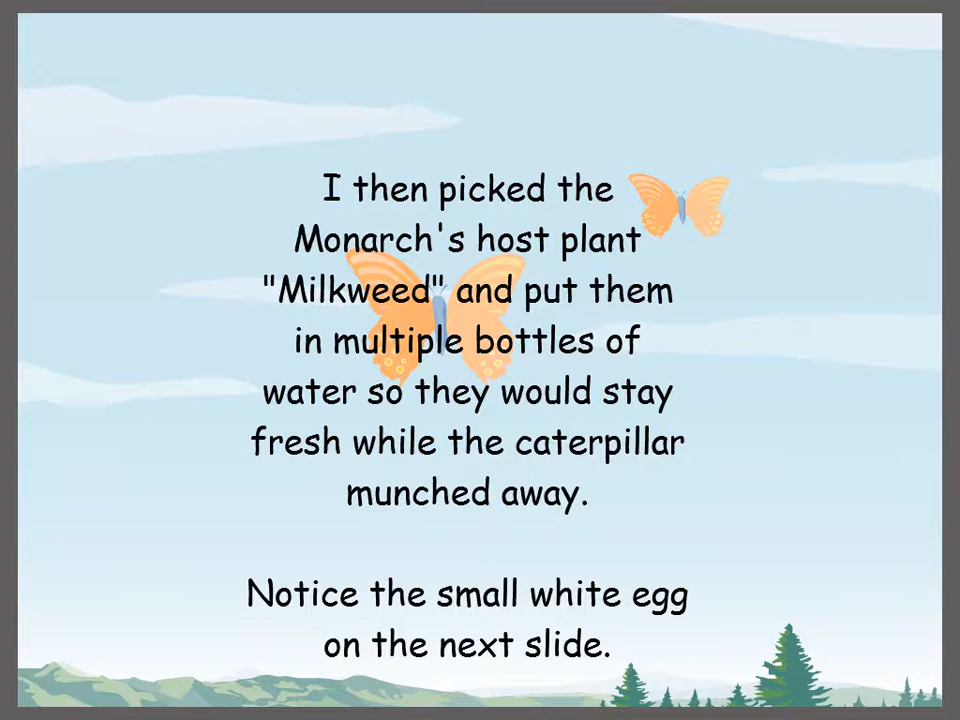 I then picked the
Monarch's host plant
"Milkweed" and put them
in multiple bottles of
water so they would stay
fresh while the caterpillar
munched away.
Notice the small white egg
on the next slide.